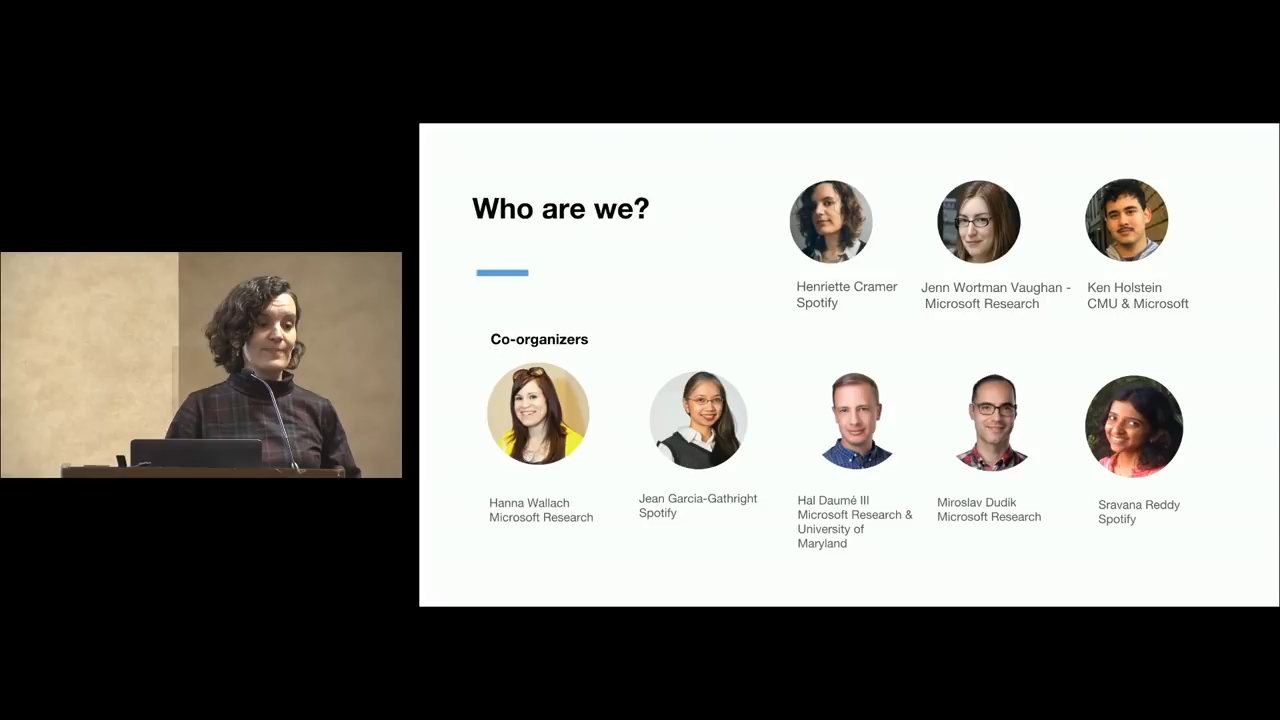 Who are we?
Henriette Cramer
Spotify
Jenn Wortman Vaughan -
Microsoft Research
Ken Holstein
CMU & Microsoft
Co-organizers
Hanna Wallach
Microsoft Research
Jean Garcia-Gathright
Spotify
Hal Daumé III
Microsoft Research &
University of
Maryland
Miroslav Dudík
Microsoft Research
Sravana Reddy
Spotify